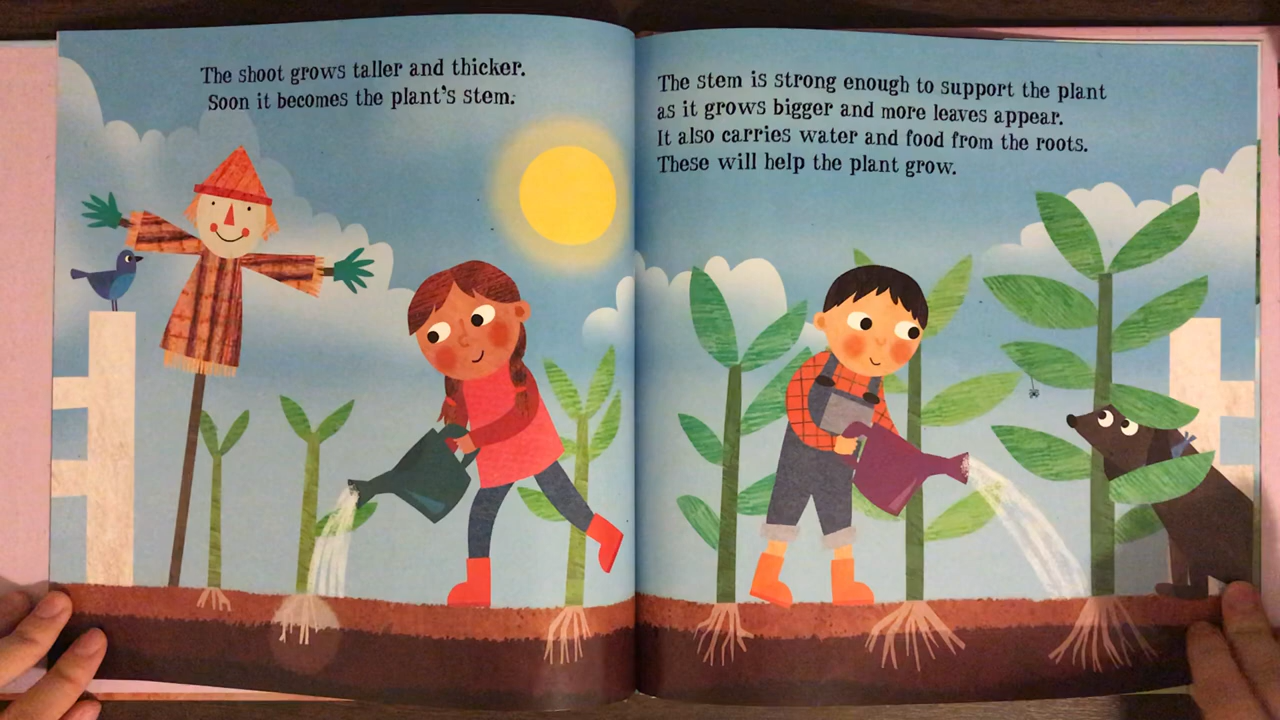 The shoot grows taller and thicker.
Soon it becomes the plant's stem.
The stem is strong enough to support the plant
as it grows bigger and more leaves appear.
It also carries water and food from the roots.
These will help the plant grow.